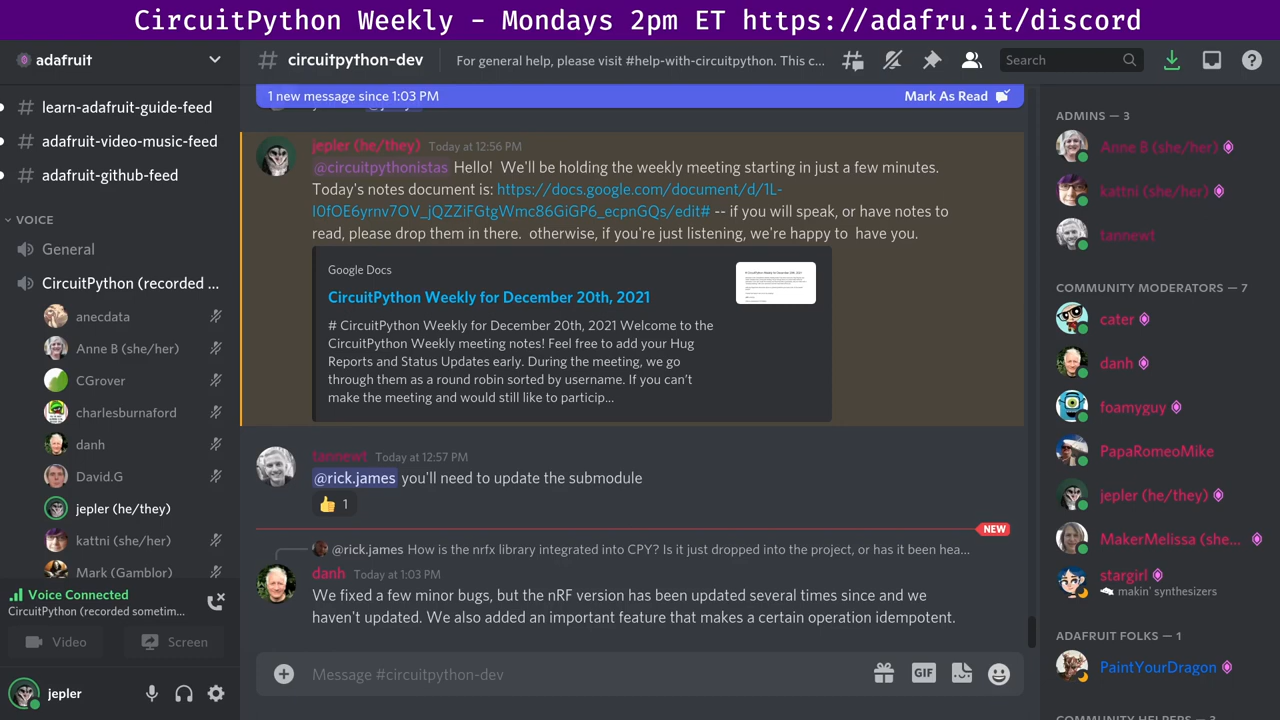 CircuitPython Weekly - Mondays 2pm ET https://adafru.it/discord
adafruit
learn-adafruit-guide-feed
adafruit-video-music-feed
adafruit-github-feed
VOICE
General
CircuitPython (recorded ...
anecdata
Anne B (she/her)
CGrover
charlesburnaford
danh
David.G
jepler (he/they)
kattni (she/her)
Mark (Gamblor)
Voice Connected
CircuitPython (recorded sometim...
Video
Screen
jepler
# circuitpython-dev
For general help, please visit #help-with-circuitpython. This c...
Search
1 new message since 1:03 PM
Mark As Read
jepler (he/they) Today at 12:56 PM
@circuitpythonistas Hello! We'll be holding the weekly meeting starting in just a few minutes.
Today's notes document is: https://docs.google.com/document/d/1L-
I0fOE6yrnv7OV_jQZZiFGtgWmc86GiGP6_ecpnGQs/edit# -- if you will speak, or have notes to
read, please drop them in there. otherwise, if you're just listening, we're happy to have you.
Google Docs
CircuitPython Weekly for December 20th, 2021
# CircuitPython Weekly for December 20th, 2021 Welcome to the
CircuitPython Weekly meeting notes! Feel free to add your Hug
Reports and Status Updates early. During the meeting, we go
through them as a round robin sorted by username. If you can't
make the meeting and would still like to particip...
tannewt Today at 12:57 PM
@rick.james you'll need to update the submodule
👍 1
NEW
@rick.james How is the nrfx library integrated into CPY? Is it just dropped into the project, or has it been hea...
danh Today at 1:03 PM
We fixed a few minor bugs, but the nRF version has been updated several times since and we
haven't updated. We also added an important feature that makes a certain operation idempotent.
Message #circuitpython-dev
GIF
ADMINS — 3
Anne B (she/her)
kattni (she/her)
tannewt
COMMUNITY MODERATORS — 7
cater
danh
foamyguy
PapaRomeoMike
jepler (he/they)
MakerMelissa (she...
stargirl
makin' synthesizers
ADAFRUIT FOLKS — 1
PaintYourDragon